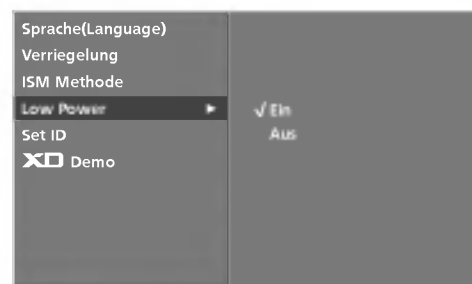 Sprache(Language)
Verriegelung
ISM Methode
Low Power ►
√ Ein
Set ID
Aus
XD Demo